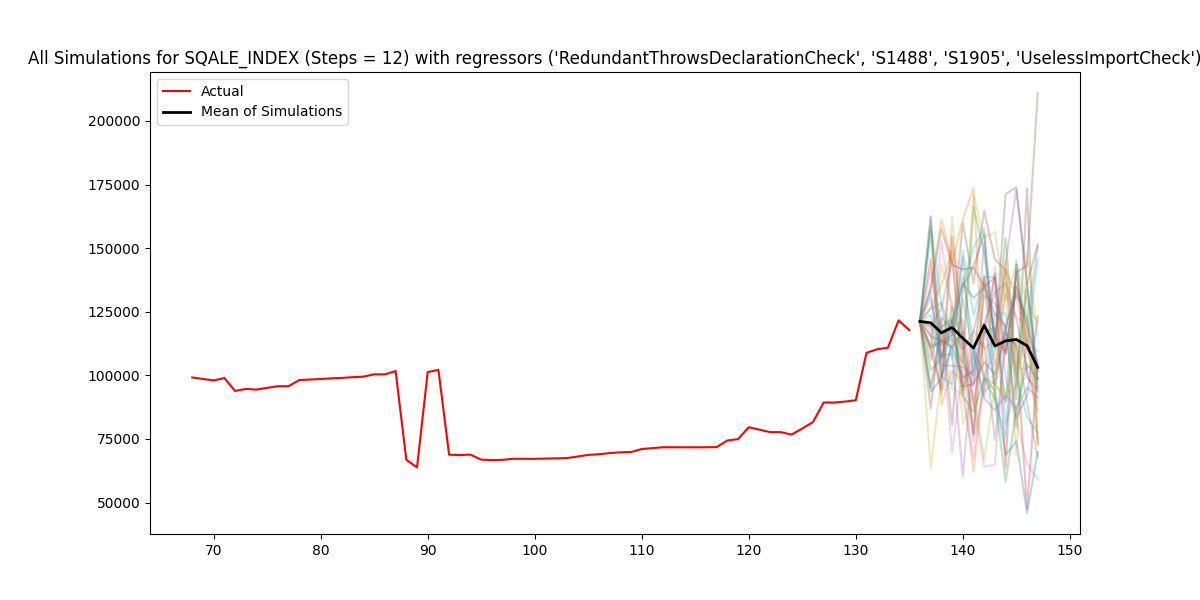 All Simulations for SQALE_INDEX (Steps = 12) with regressors ('RedundantThrowsDeclarationCheck', 'S1488', 'S1905', 'UselessImportCheck')
Actual
Mean of Simulations
200000
175000
150000
125000
100000
75000
50000
70 80 90 100 110 120 130 140 150